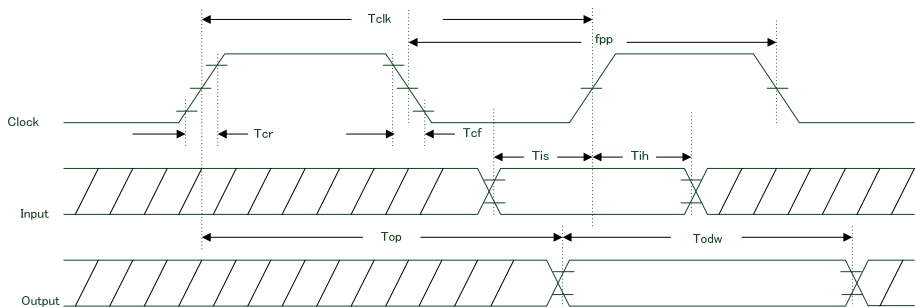 Tclk
fpp
Clock
Tcr
Tcf
Tis
Tih
Input
Top
Todw
Output